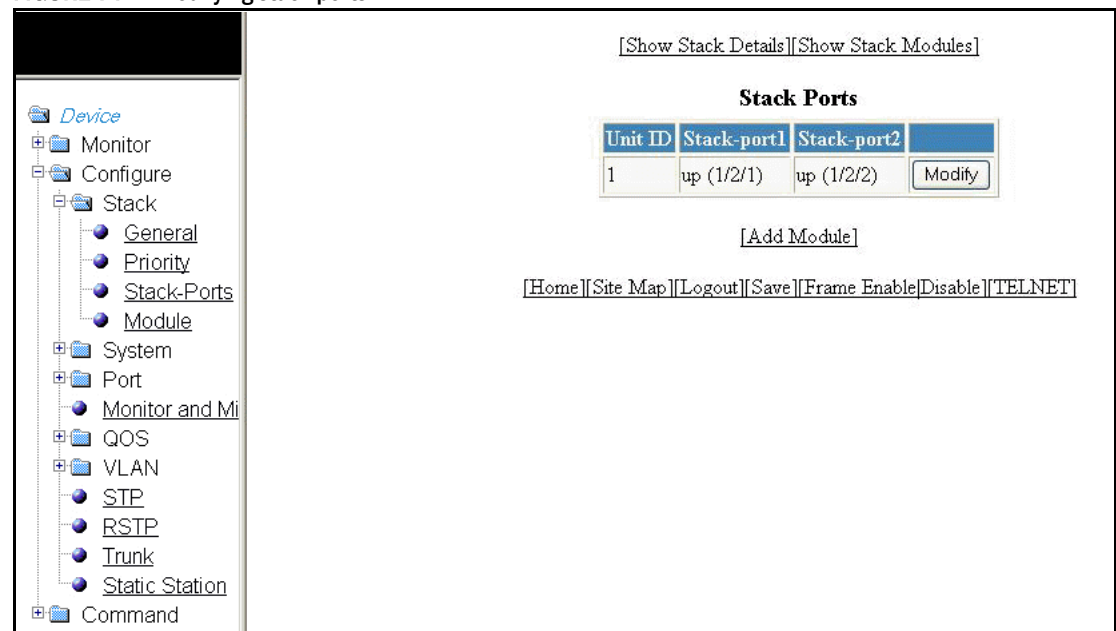 [Show Stack Details][Show Stack Modules]
Stack Ports
Unit ID Stack-port1 Stack-port2
1 up (1/2/1) up (1/2/2) Modify
[Add Module]
[Home][Site Map][Logout][Save][Frame Enable|Disable][TELNET]
Device
Monitor
Configure
Stack
General
Priority
Stack-Ports
Module
System
Port
Monitor and Mi
QOS
VLAN
STP
RSTP
Trunk
Static Station
Command